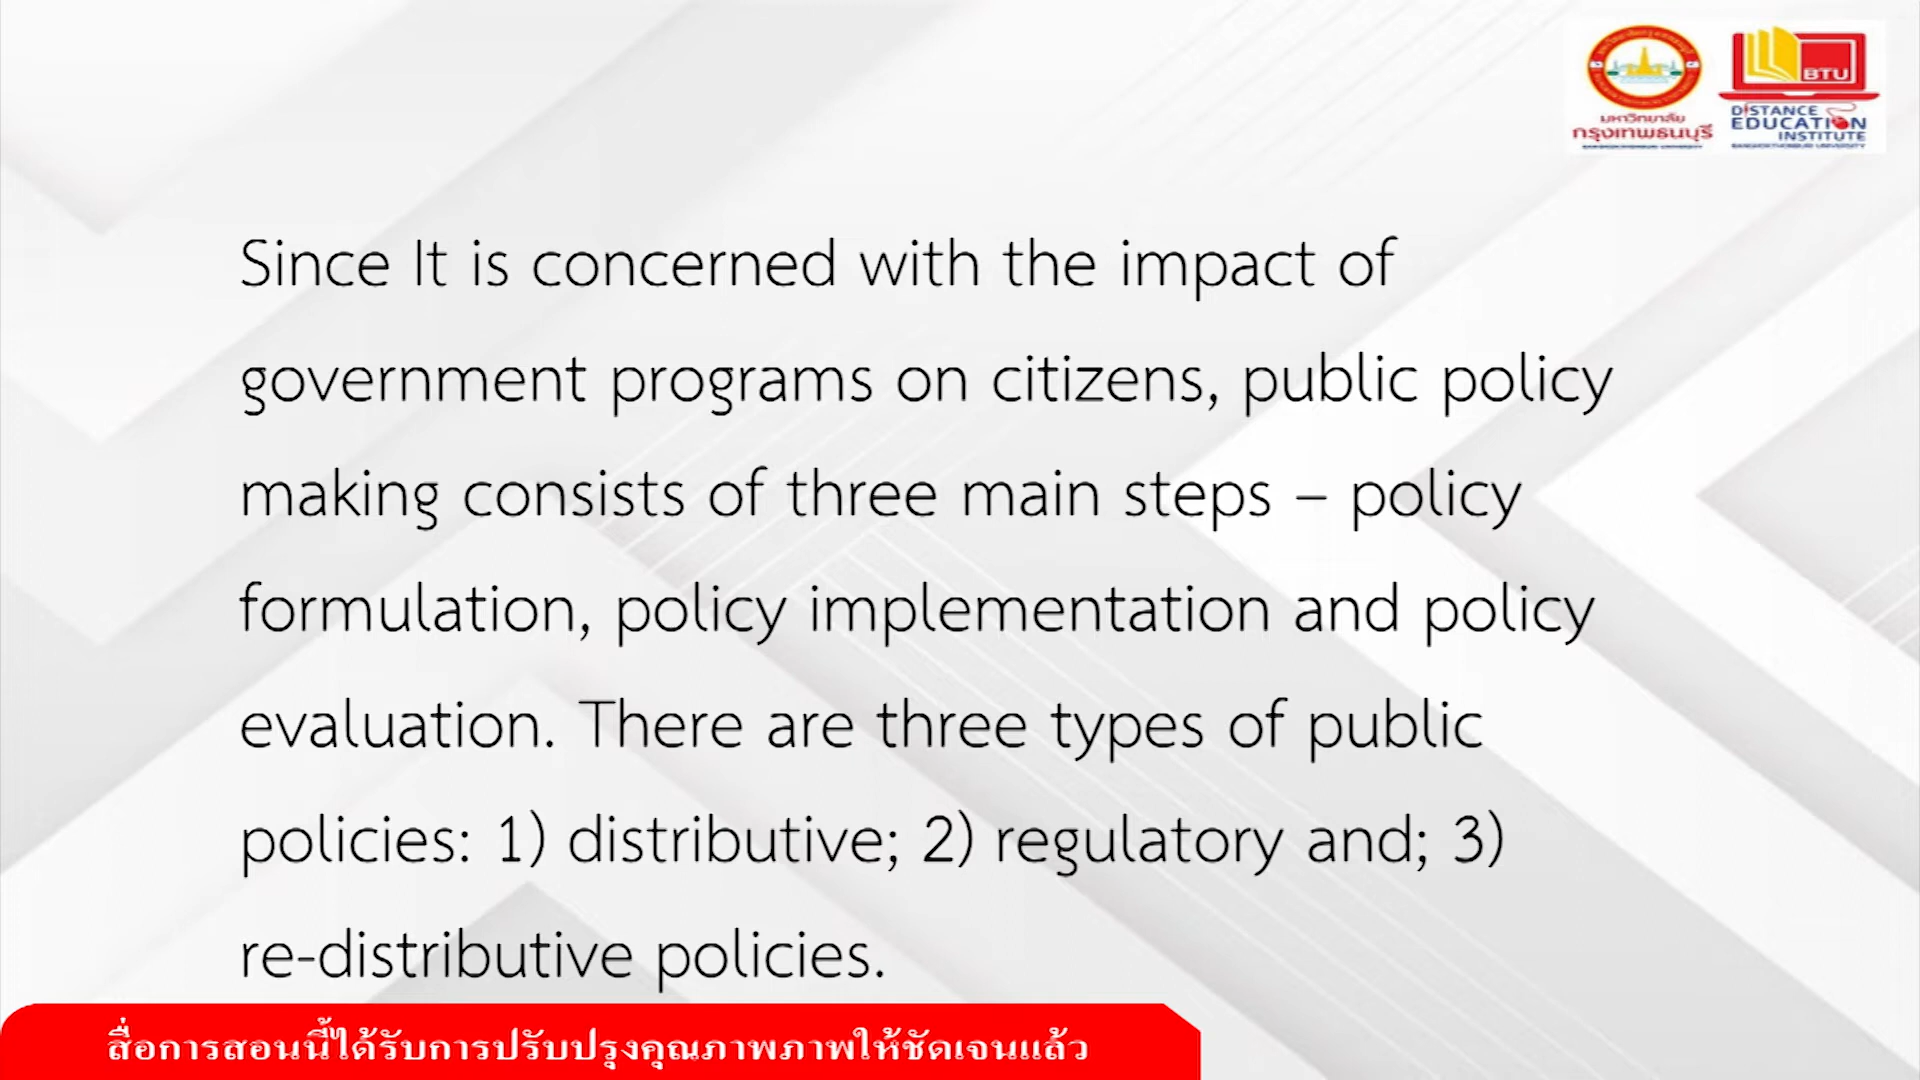 มหาวิทยาลัย
กรุงเทพธนบุรี
BANGKOKTHONBURI UNIVERSITY
BTU
DISTANCE
EDUCATION
INSTITUTE
BANGKOKTHONBURI UNIVERSITY
Since It is concerned with the impact of
government programs on citizens, public policy
making consists of three main steps – policy
formulation, policy implementation and policy
evaluation. There are three types of public
policies: 1) distributive; 2) regulatory and; 3)
re-distributive policies.
สื่อการสอนนี้ได้รับการปรับปรุงคุณภาพภาพให้ชัดเจนแล้ว